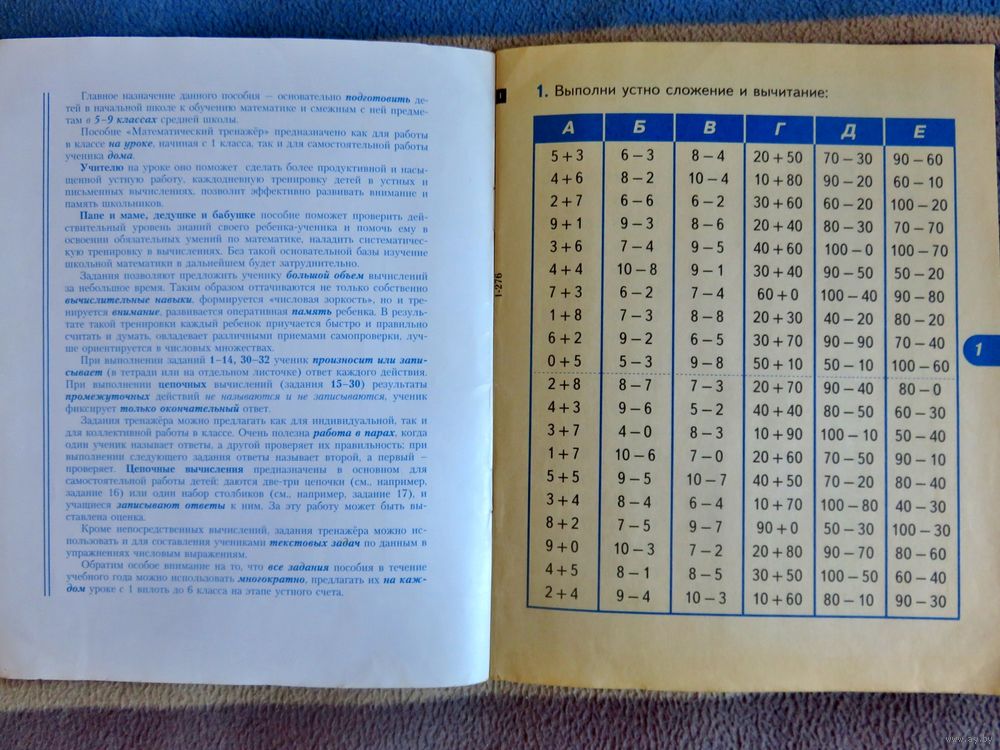 Главное назначение данного пособия — основательно подготовить де-
тей в начальной школе к обучению математике и смежным с ней предме-
там в 5–9 классах средней школы.
Пособие «Математический тренажёр» предназначено как для работы
в классе на уроке, начиная с 1 класса, так и для самостоятельной работы
ученика дома.
Учителю на уроке оно поможет сделать более продуктивной и насы-
щенной устную работу, каждодневную тренировку детей в устных и
письменных вычислениях, позволит эффективно развивать внимание и
память школьников.
Папе и маме, дедушке и бабушке пособие поможет проверить дей-
ствительный уровень знаний своего ребенка-ученика и помочь ему в
освоении обязательных умений по математике, наладить систематичес-
кую тренировку в вычислениях. Без такой основательной базы изучение
школьной математики в дальнейшем будет затруднительно.
Задания позволяют предложить ученику большой объем вычислений
за небольшое время. Таким образом оттачиваются не только собственно
вычислительные навыки, формируется «числовая зоркость», но и тре-
нируется внимание, развивается оперативная память ребенка. В резуль-
тате такой тренировки каждый ребенок приучается быстро и правильно
считать и думать, овладевает различными приемами самопроверки, луч-
ше ориентируется в числовых множествах.
При выполнении заданий 1–14, 30–32 ученик произносит или запи-
сывает (в тетради или на отдельном листочке) ответ каждого действия.
При выполнении цепочных вычислений (задания 15–30) результаты
промежуточных действий не называются и не записываются, ученик
фиксирует только окончательный ответ.
Задания тренажёра можно предлагать как для индивидуальной, так и
для коллективной работы в классе. Очень полезна работа в парах, когда
один ученик называет ответы, а другой проверяет их правильность; при
выполнении следующего задания ответы называет второй, а первый –
проверяет. Цепочные вычисления предназначены в основном для
самостоятельной работы детей: даются две-три цепочки (см., например,
задание 16) или один набор столбиков (см., например, задание 17), и
учащиеся записывают ответы к ним. За эту работу может быть вы-
ставлена оценка.
Кроме непосредственных вычислений, задания тренажёра можно ис-
пользовать и для составления учениками текстовых задач по данным в
упражнениях числовым выражениям.
Обратим особое внимание на то, что все задания пособия в течение
учебного года можно использовать многократно, предлагать их на каж-
дом уроке с 1 вплоть до 6 класса на этапе устного счета.
1-276
1. Выполни устно сложение и вычитание:
А Б В Г Д Е
5 + 3 6 – 3 8 – 4 20 + 50 70 – 30 90 – 60
4 + 6 8 – 2 10 – 4 10 + 80 90 – 20 60 – 10
2 + 7 6 – 6 6 – 2 30 + 60 60 – 20 100 – 20
9 + 1 9 – 3 8 – 6 20 + 40 80 – 30 70 – 70
3 + 6 7 – 4 9 – 5 40 + 60 100 – 0 100 – 70
4 + 4 10 – 8 9 – 1 30 + 40 90 – 50 50 – 20
7 + 3 6 – 2 7 – 4 60 + 0 100 – 40 90 – 80
1 + 8 7 – 3 8 – 8 20 + 30 40 – 20 80 – 20
6 + 2 9 – 2 6 – 5 30 + 70 90 – 90 70 – 40
0 + 5 5 – 3 9 – 8 50 + 10 50 – 10 100 – 60
2 + 8 8 – 7 7 – 3 20 + 70 90 – 40 80 – 0
4 + 3 9 – 6 5 – 2 40 + 40 80 – 50 60 – 30
3 + 7 4 – 0 8 – 3 10 + 90 100 – 10 50 – 40
1 + 7 10 – 6 7 – 0 20 + 60 70 – 50 90 – 10
5 + 5 9 – 5 10 – 7 40 + 50 70 – 20 80 – 40
3 + 4 8 – 4 6 – 4 10 + 70 100 – 80 40 – 30
8 + 2 7 – 5 9 – 7 90 + 0 50 – 30 100 – 30
9 + 0 10 – 3 7 – 2 20 + 80 90 – 70 80 – 60
4 + 5 8 – 1 8 – 5 30 + 50 100 – 50 60 – 40
2 + 4 9 – 4 10 – 3 10 + 60 80 – 10 90 – 30
1
www.ay.by